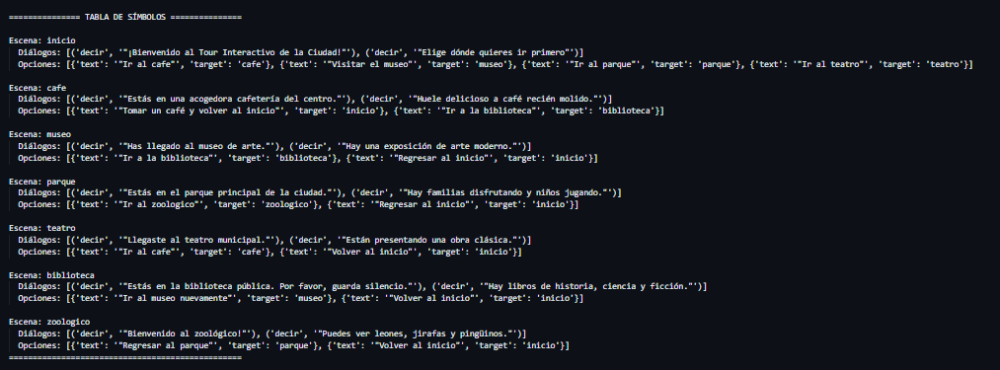 =============== TABLA DE SÍMBOLOS ===============
Escena: inicio
Diálogos: [('decir', '"¡Bienvenido al Tour Interactivo de la Ciudad!"'), ('decir', '"Elige dónde quieres ir primero"')]
Opciones: [{'text': '"Ir al cafe"', 'target': 'cafe'}, {'text': '"Visitar el museo"', 'target': 'museo'}, {'text': '"Ir al parque"', 'target': 'parque'}, {'text': '"Ir al teatro"', 'target': 'teatro'}]
Escena: cafe
Diálogos: [('decir', '"Estás en una acogedora cafetería del centro."'), ('decir', '"Huele delicioso a café recién molido."')]
Opciones: [{'text': '"Tomar un café y volver al inicio"', 'target': 'inicio'}, {'text': '"Ir a la biblioteca"', 'target': 'biblioteca'}]
Escena: museo
Diálogos: [('decir', '"Has llegado al museo de arte."'), ('decir', '"Hay una exposición de arte moderno."')]
Opciones: [{'text': '"Ir a la biblioteca"', 'target': 'biblioteca'}, {'text': '"Regresar al inicio"', 'target': 'inicio'}]
Escena: parque
Diálogos: [('decir', '"Estás en el parque principal de la ciudad."'), ('decir', '"Hay familias disfrutando y niños jugando."')]
Opciones: [{'text': '"Ir al zoologico"', 'target': 'zoologico'}, {'text': '"Regresar al inicio"', 'target': 'inicio'}]
Escena: teatro
Diálogos: [('decir', '"Llegaste al teatro municipal."'), ('decir', '"Están presentando una obra clásica."')]
Opciones: [{'text': '"Ir al cafe"', 'target': 'cafe'}, {'text': '"Volver al inicio"', 'target': 'inicio'}]
Escena: biblioteca
Diálogos: [('decir', '"Estás en la biblioteca pública. Por favor, guarda silencio."'), ('decir', '"Hay libros de historia, ciencia y ficción."')]
Opciones: [{'text': '"Ir al museo nuevamente"', 'target': 'museo'}, {'text': '"Volver al inicio"', 'target': 'inicio'}]
Escena: zoologico
Diálogos: [('decir', '"Bienvenido al zoológico!"'), ('decir', '"Puedes ver leones, jirafas y pingüinos."')]
Opciones: [{'text': '"Regresar al parque"', 'target': 'parque'}, {'text': '"Volver al inicio"', 'target': 'inicio'}]
=================================================